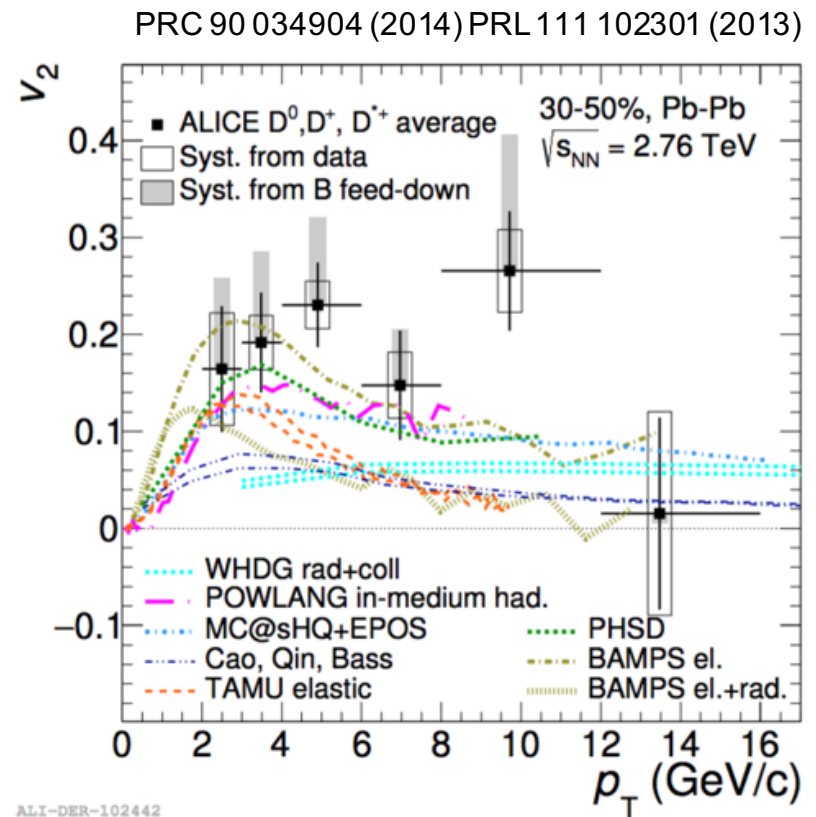 PRC 90 034904 (2014) PRL 111 102301 (2013)
v2
ALICE D⁰,D⁺, D*⁺ average
Syst. from data
Syst. from B feed-down
30-50%, Pb-Pb
√sNN = 2.76 TeV
0.4
0.3
0.2
0.1
0
−0.1
WHDG rad+coll
POWLANG in-medium had.
MC@sHQ+EPOS
Cao, Qin, Bass
TAMU elastic
PHSD
BAMPS el.
BAMPS el.+rad.
0 2 4 6 8 10 12 14 16
pT (GeV/c)
ALI-DER-102442